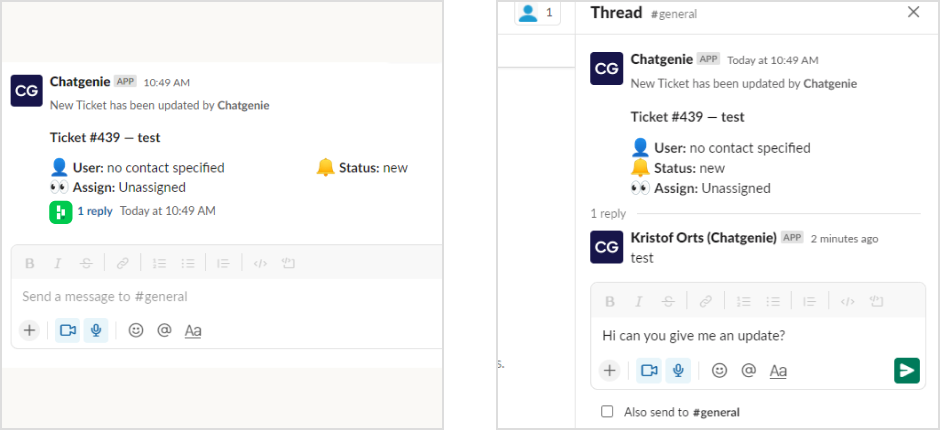 CG
Chatgenie APP 10:49 AM
New Ticket has been updated by Chatgenie
Ticket #439 — test
User: no contact specified
Status: new
Assign: Unassigned
1 reply Today at 10:49 AM
B I S
Send a message to #general
Aa
1
Thread #general
CG
Chatgenie APP Today at 10:49 AM
New Ticket has been updated by Chatgenie
Ticket #439 — test
User: no contact specified
Status: new
Assign: Unassigned
1 reply
CG
Kristof Orts (Chatgenie) APP 2 minutes ago
test
B I S
Hi can you give me an update?
Aa
s.
Also send to #general